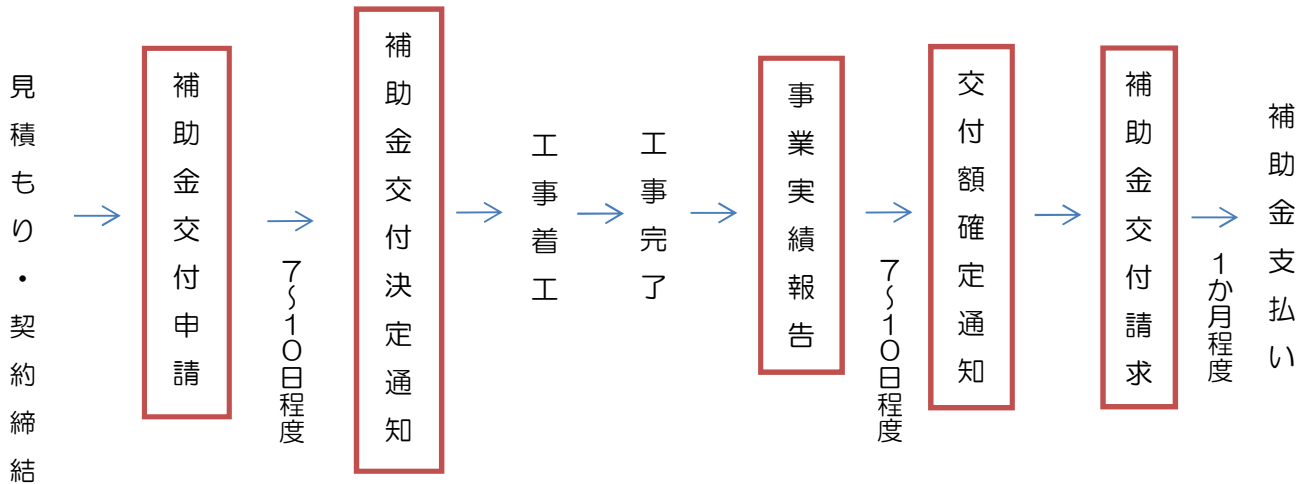 見積もり・契約締結
補助金交付申請
７～１０日程度
補助金交付決定通知
工事着工
工事完了
事業実績報告
７～１０日程度
交付額確定通知
補助金交付請求
１か月程度
補助金支払い